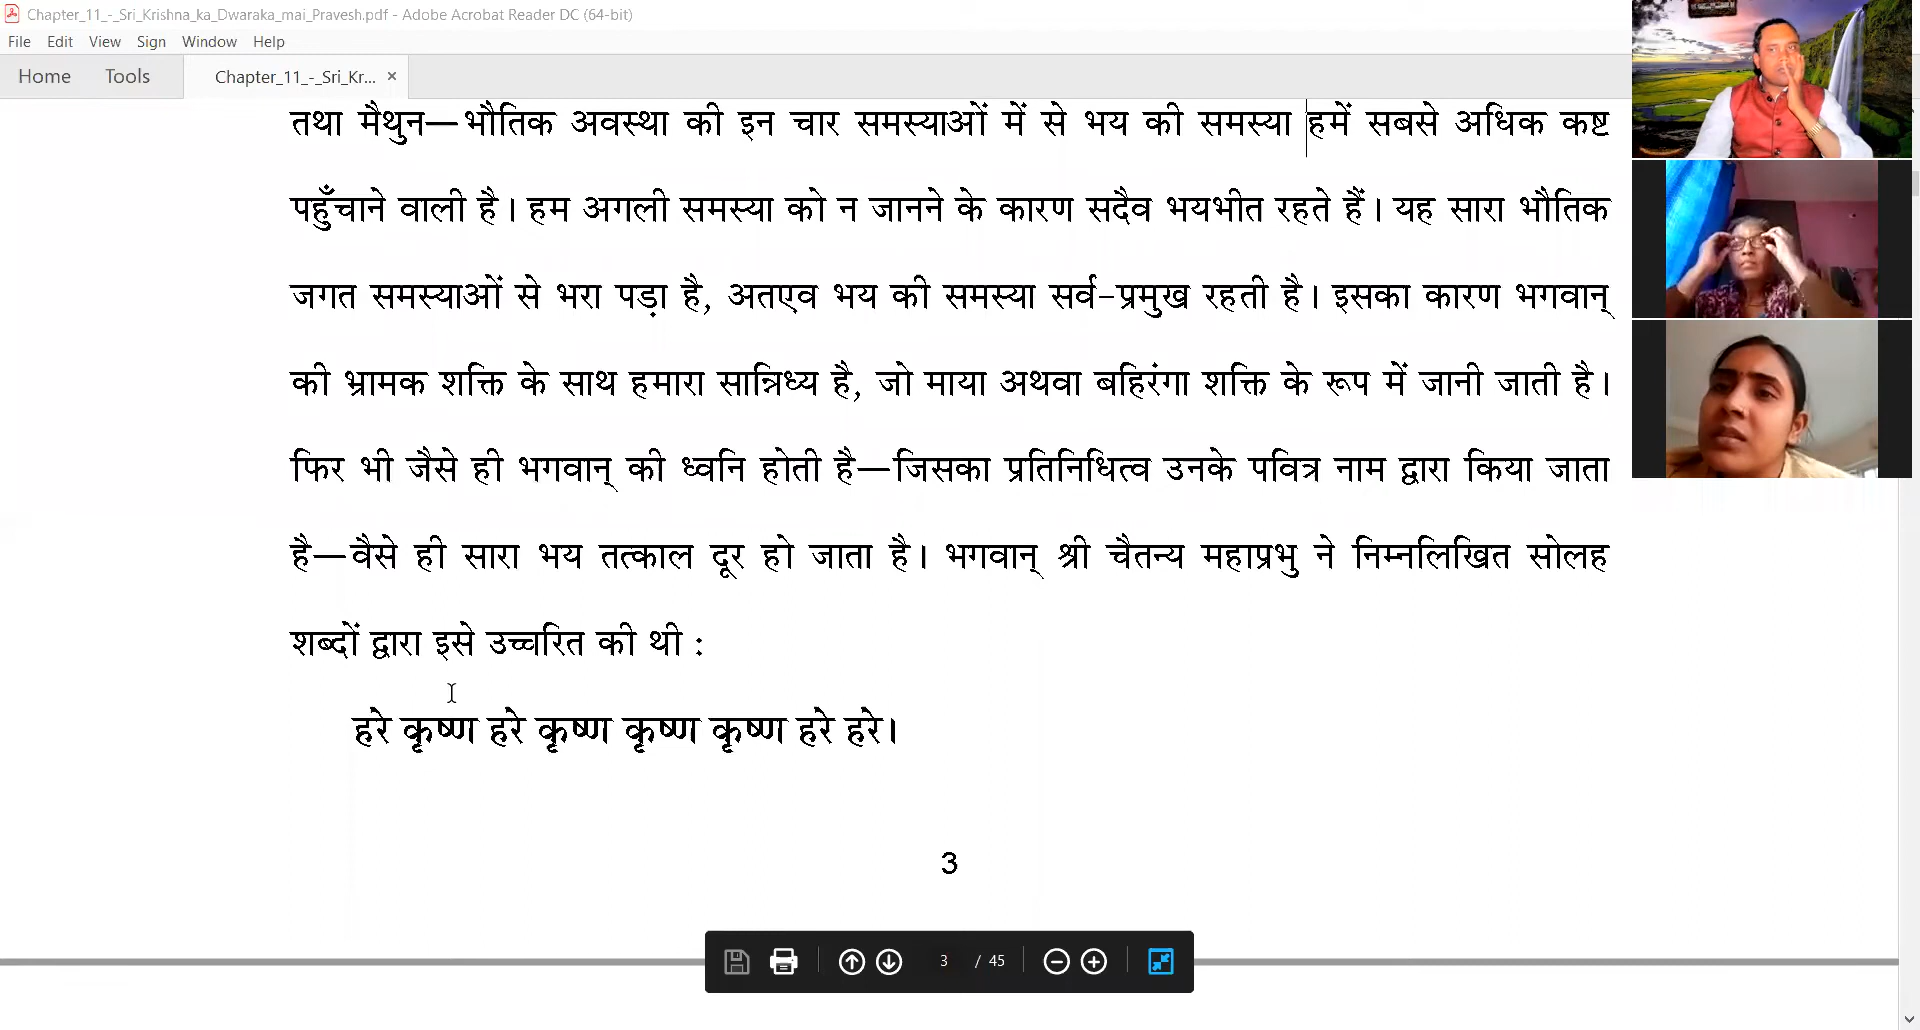 Chapter_11_-_Sri_Krishna_ka_Dwaraka_mai_Pravesh.pdf - Adobe Acrobat Reader DC (64-bit)
File Edit View Sign Window Help
Home Tools Chapter_11_-_Sri_Kr... ×
तथा मैथुन—भौतिक अवस्था की इन चार समस्याओं में से भय की समस्या हमें सबसे अधिक कष्ट
पहुँचाने वाली है। हम अगली समस्या को न जानने के कारण सदैव भयभीत रहते हैं। यह सारा भौतिक
जगत समस्याओं से भरा पड़ा है, अतएव भय की समस्या सर्व-प्रमुख रहती है। इसका कारण भगवान्
की भ्रामक शक्ति के साथ हमारा सान्निध्य है, जो माया अथवा बहिरंगा शक्ति के रूप में जानी जाती है।
फिर भी जैसे ही भगवान् की ध्वनि होती है—जिसका प्रतिनिधित्व उनके पवित्र नाम द्वारा किया जाता
है—वैसे ही सारा भय तत्काल दूर हो जाता है। भगवान् श्री चैतन्य महाप्रभु ने निम्नलिखित सोलह
शब्दों द्वारा इसे उच्चरित की थी :
हरे कृष्ण हरे कृष्ण कृष्ण कृष्ण हरे हरे।
3
3 / 45